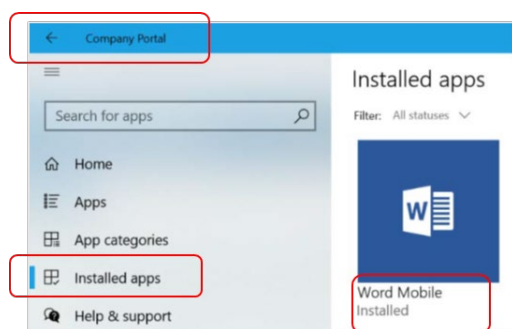 Company Portal
Search for apps
Home
Apps
App categories
Installed apps
Help & support
Installed apps
Filter: All statuses
W
Word Mobile
Installed